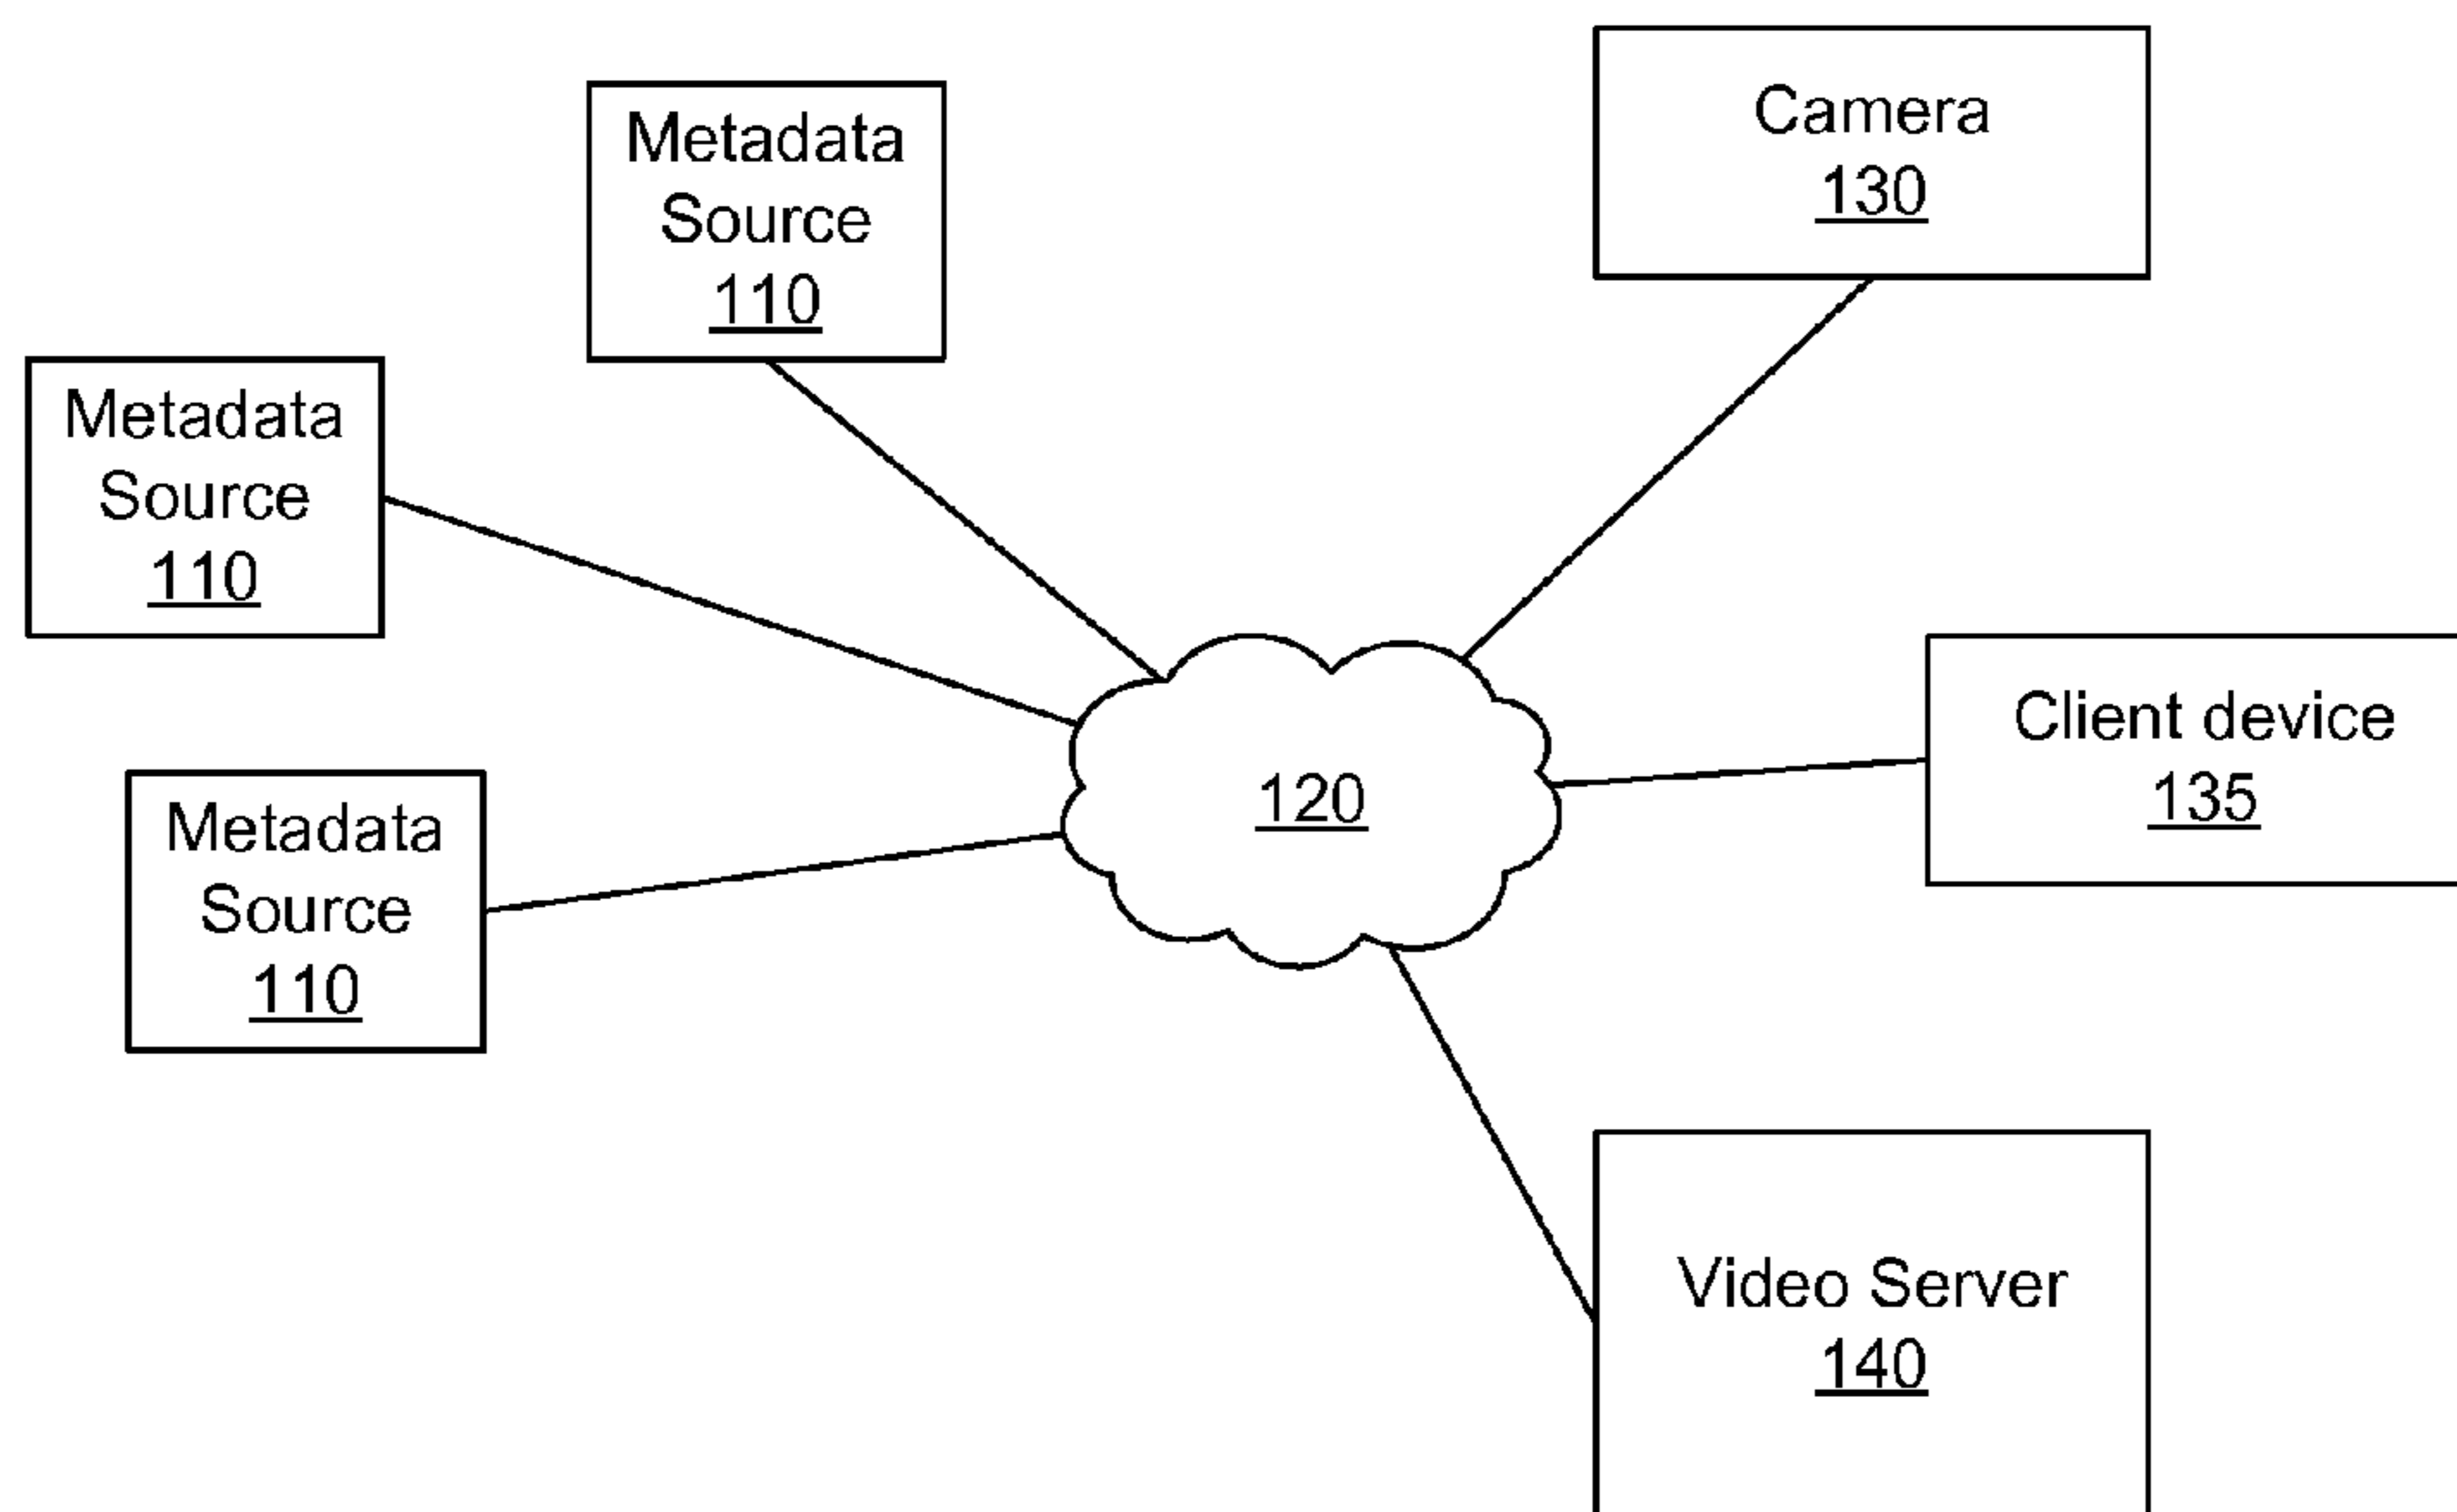 Metadata
Source
110
Camera
130
Metadata
Source
110
Client device
135
120
Metadata
Source
110
Video Server
140